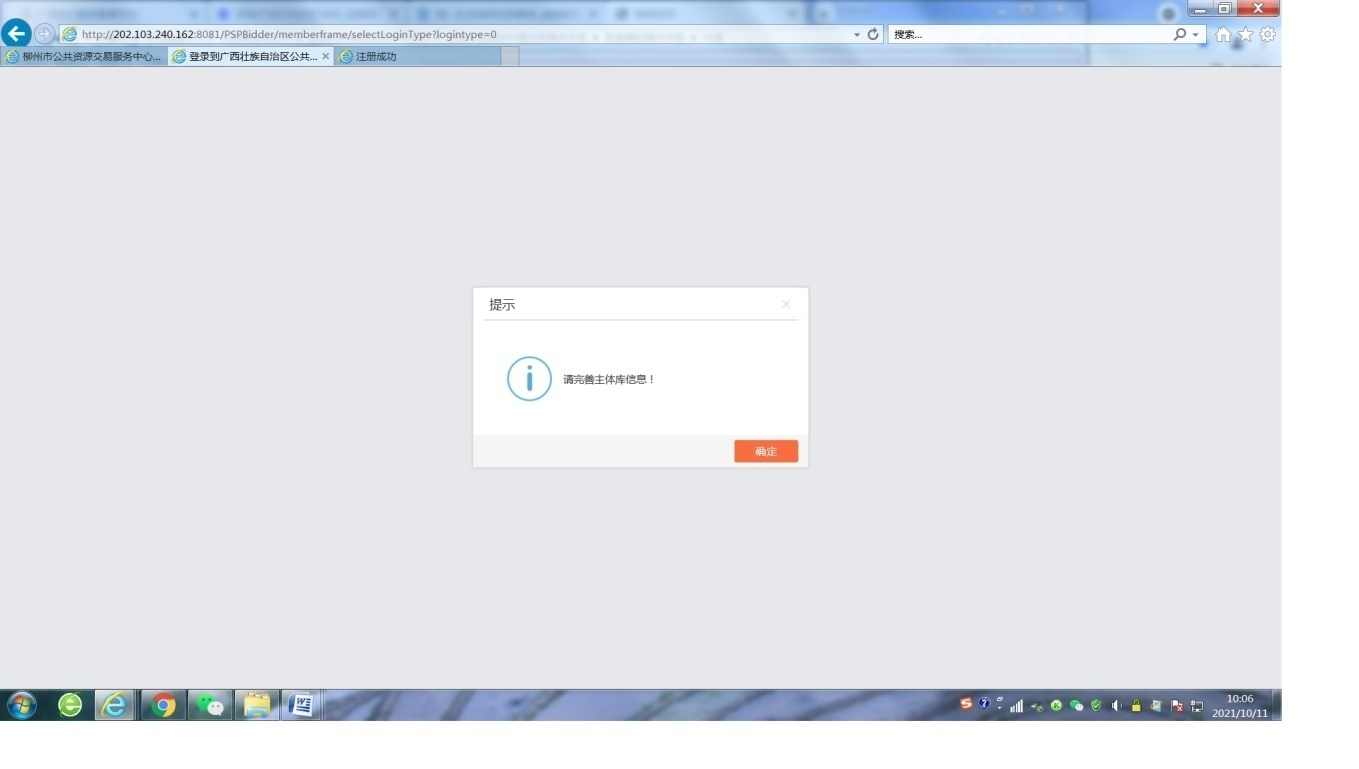 http://202.103.240.162:8081/PSPBidder/memberframe/selectLoginType?logintype=0
搜索...
柳州市公共资源交易服务中心...
登录到广西壮族自治区公共...
注册成功
提示
请完善主体库信息！
确定
10:06
2021/10/11